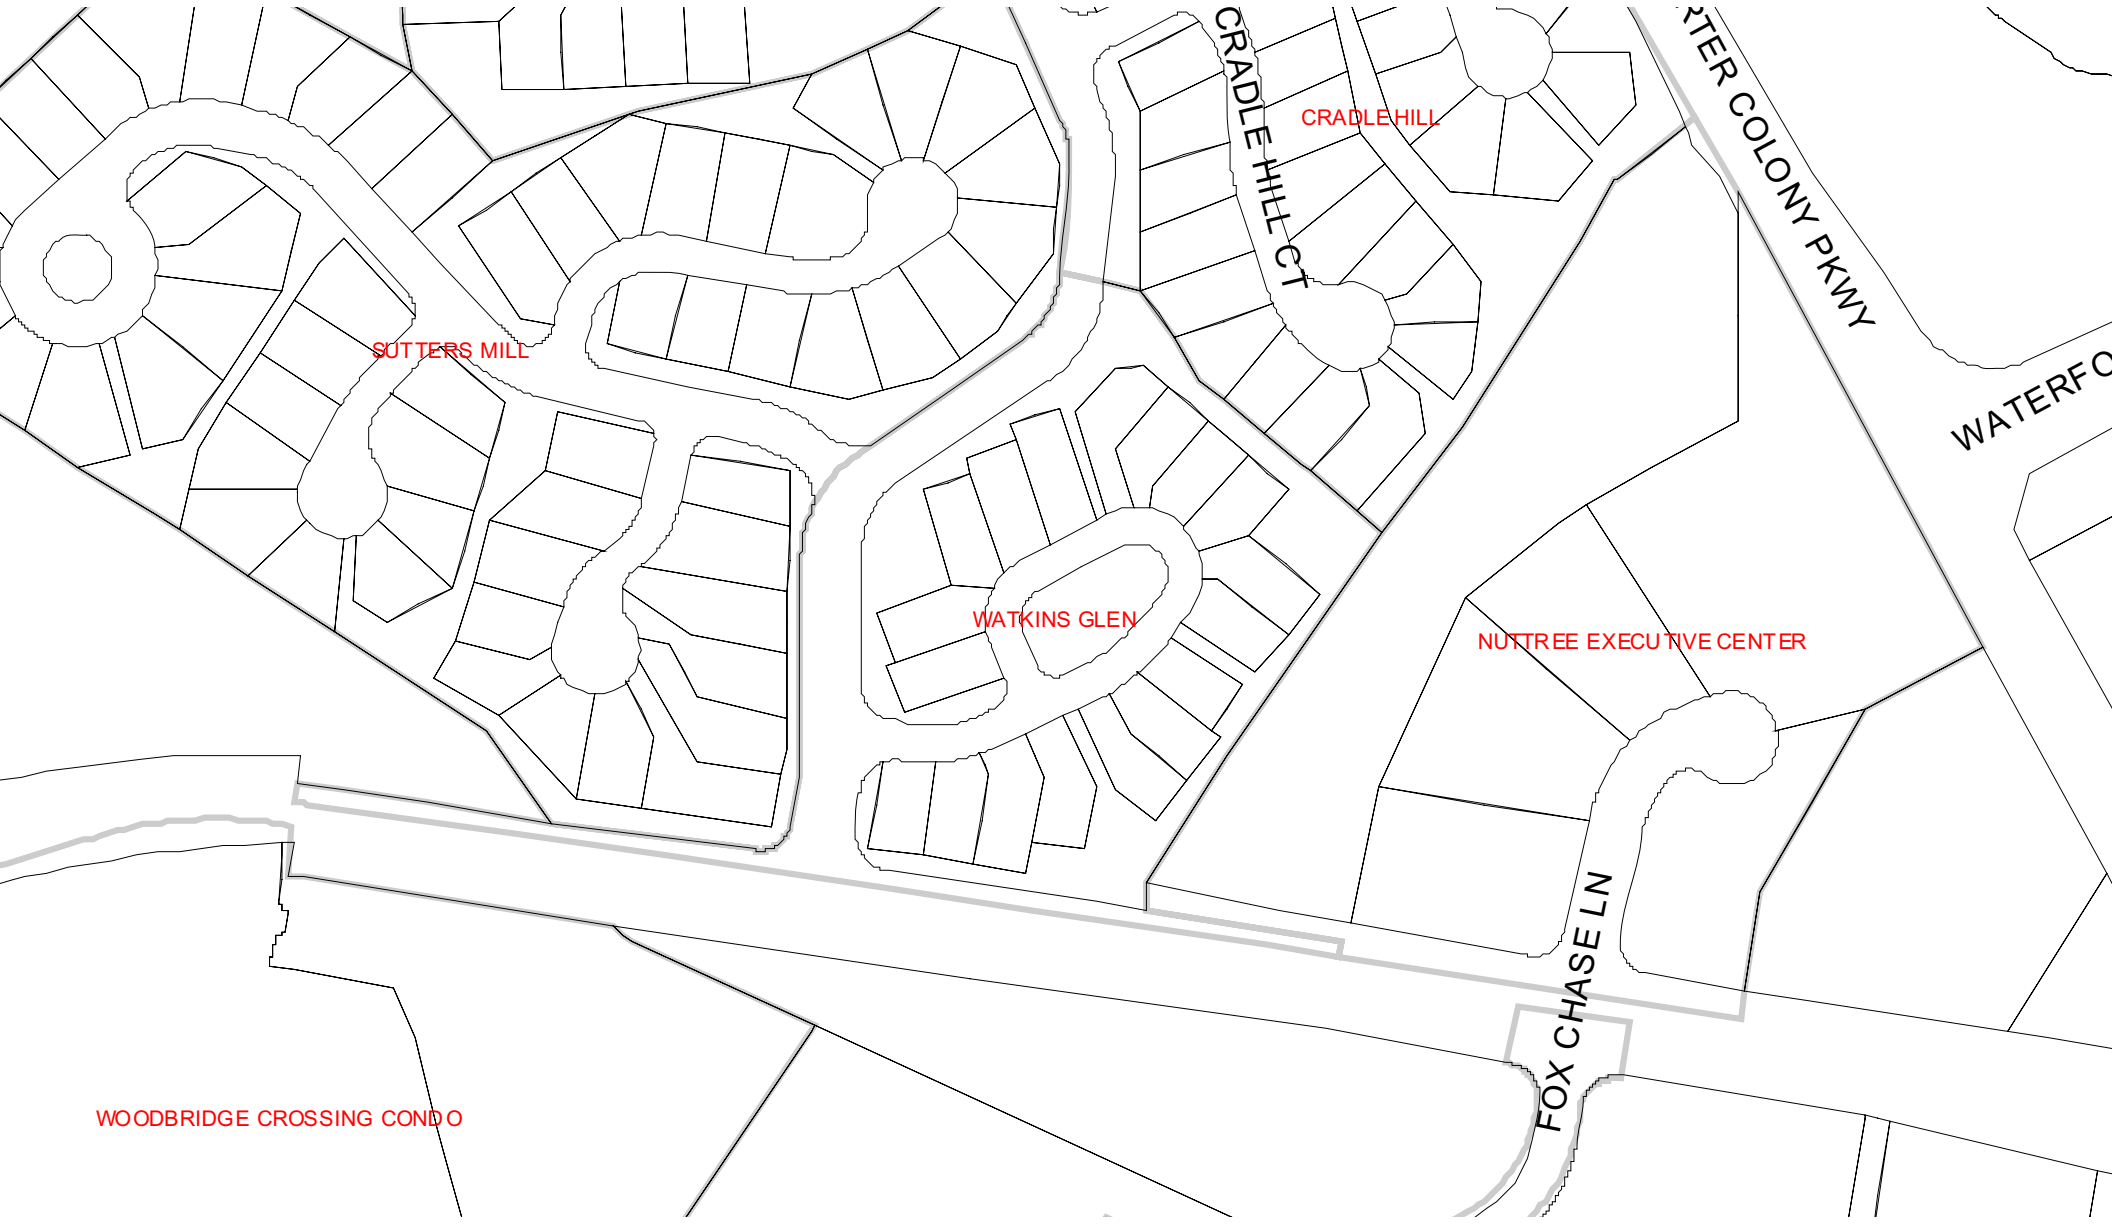 CRADLE HILL CT
CRADLE HILL
RTER COLONY PKWY
SUTTERS MILL
WATERFO
WATKINS GLEN
NUTTREE EXECUTIVE CENTER
FOX CHASE LN
WOODBRIDGE CROSSING CONDO